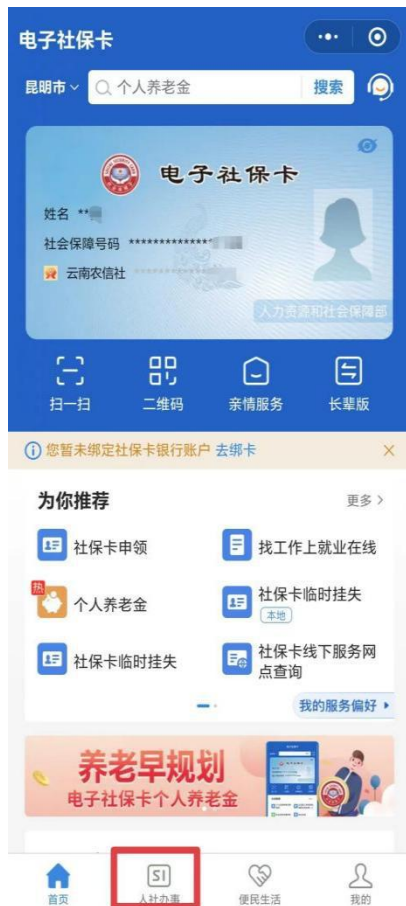 电子社保卡
昆明市
个人养老金
搜索
电子社保卡
姓名 **
社会保障号码 *************
云南农信社
人力资源和社会保障部
扫一扫
二维码
亲情服务
长辈版
您暂未绑定社保卡银行账户 去绑卡
为你推荐
更多
社保卡申领
找工作上就业在线
热
个人养老金
社保卡临时挂失
本地
社保卡临时挂失
社保卡线下服务网
点查询
我的服务偏好
养老早规划
电子社保卡个人养老金
首页
SI
人社办事
便民生活
我的